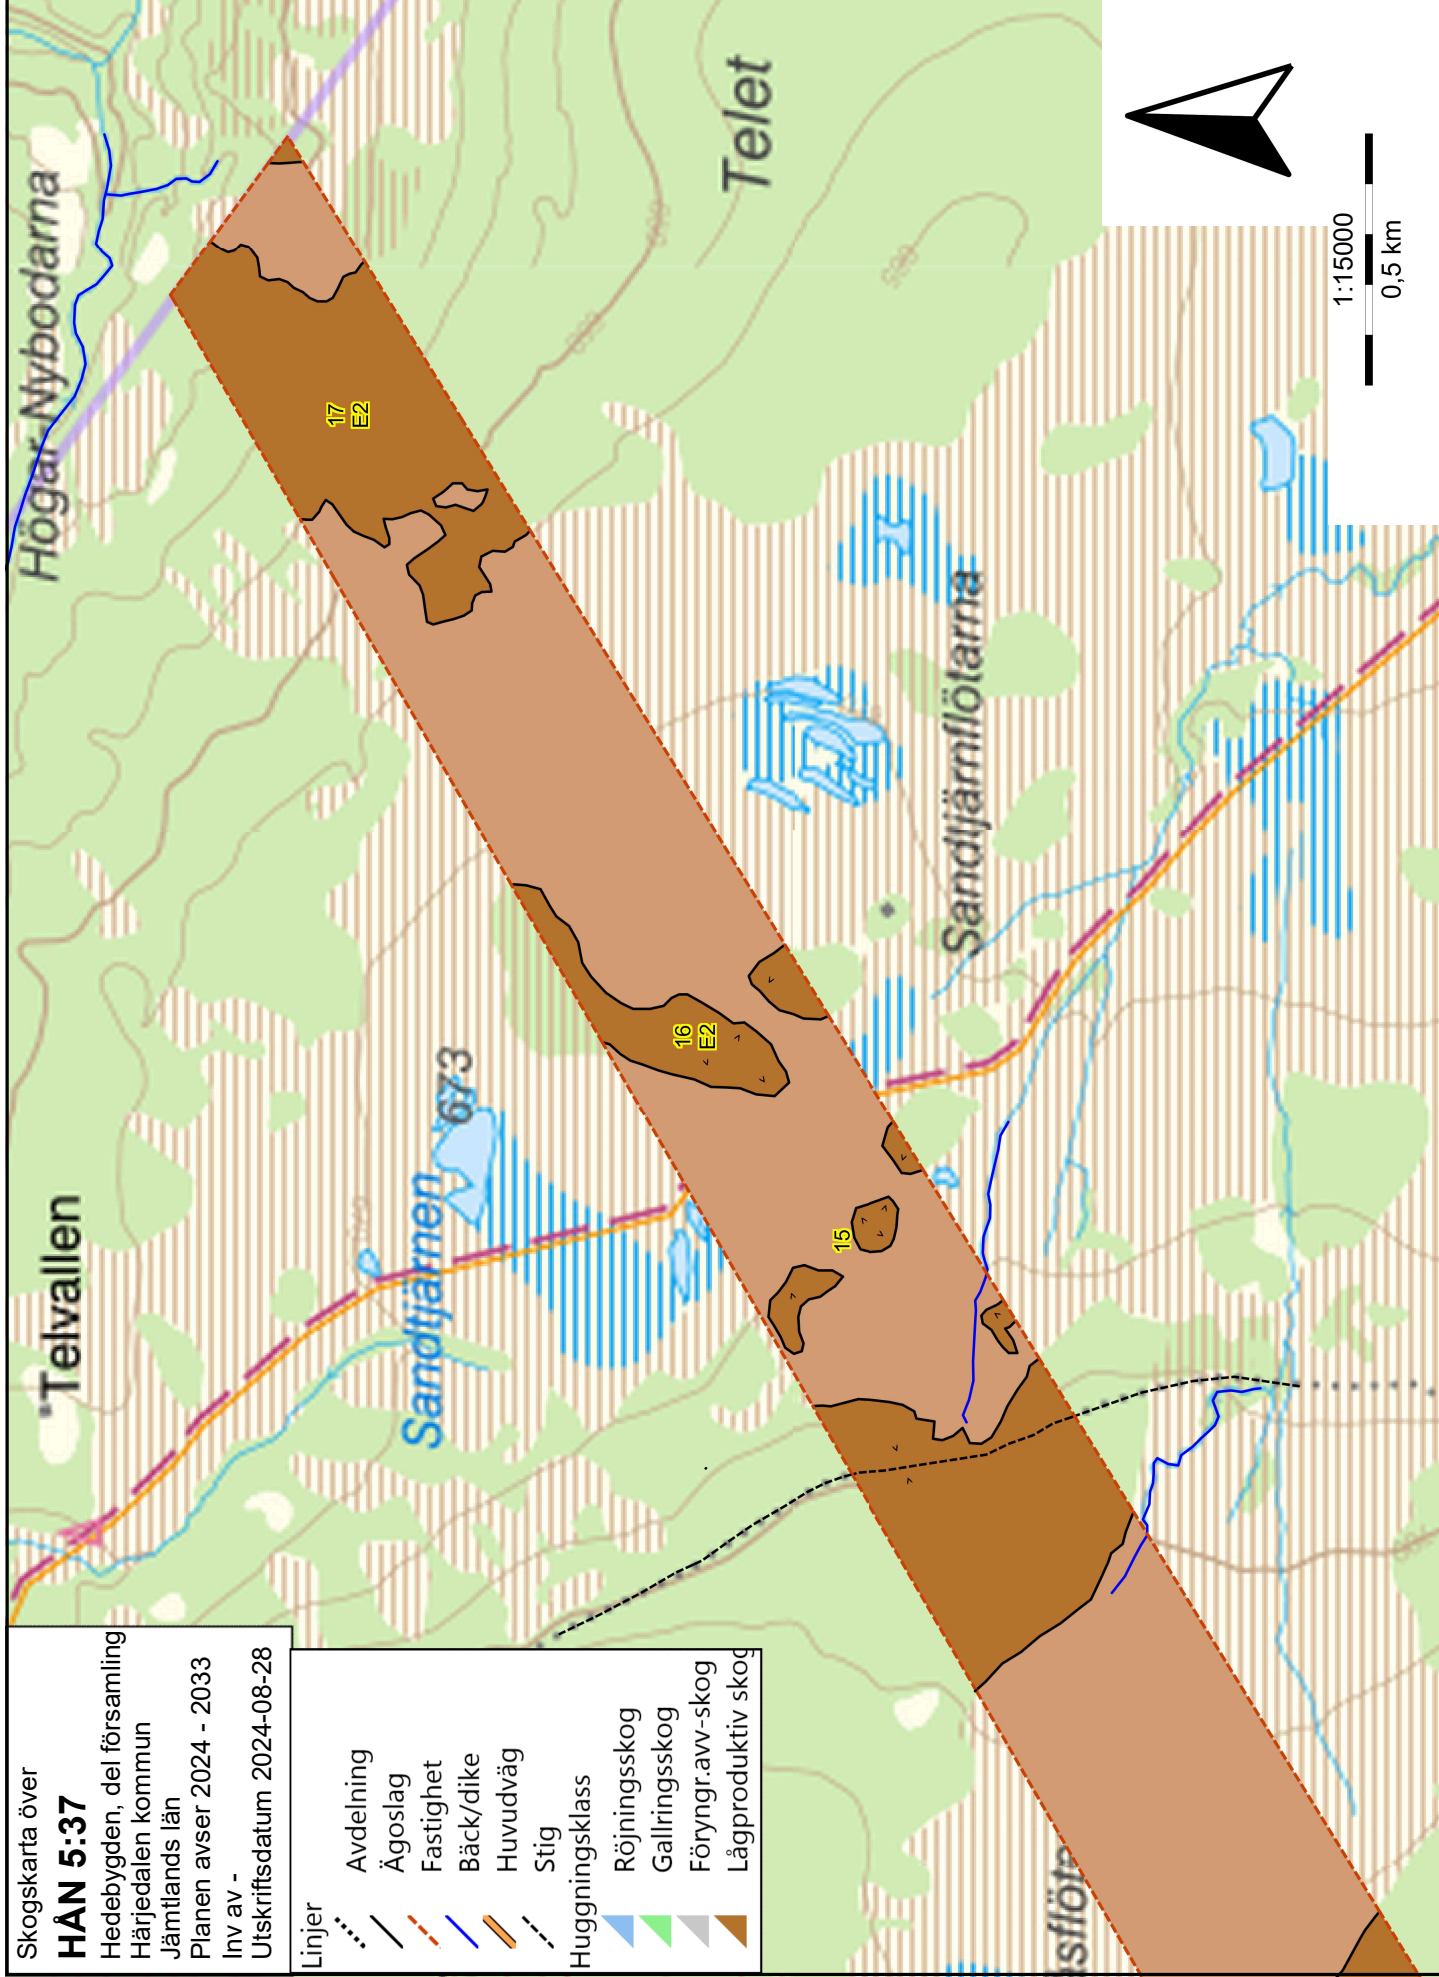 Skogskarta över
HÅN 5:37
Hedebygden, del församling
Härjedalen kommun
Jämtlands län
Planen avser 2024 - 2033
Inv av -
Utskriftsdatum 2024-08-28
Linjer
Avdelning
Ägoslag
Fastighet
Bäck/dike
Huvudväg
Stig
Huggningsklass
Röjningsskog
Gallringsskog
Föryngr.avv-skog
Lågproduktiv skog
Telvallen
Högar-Nybodarna
Sandtjärnen
673
Telet
Sandtjärnflötarna
sflöte
17
E2
16
E2
15
1:15000
0,5 km